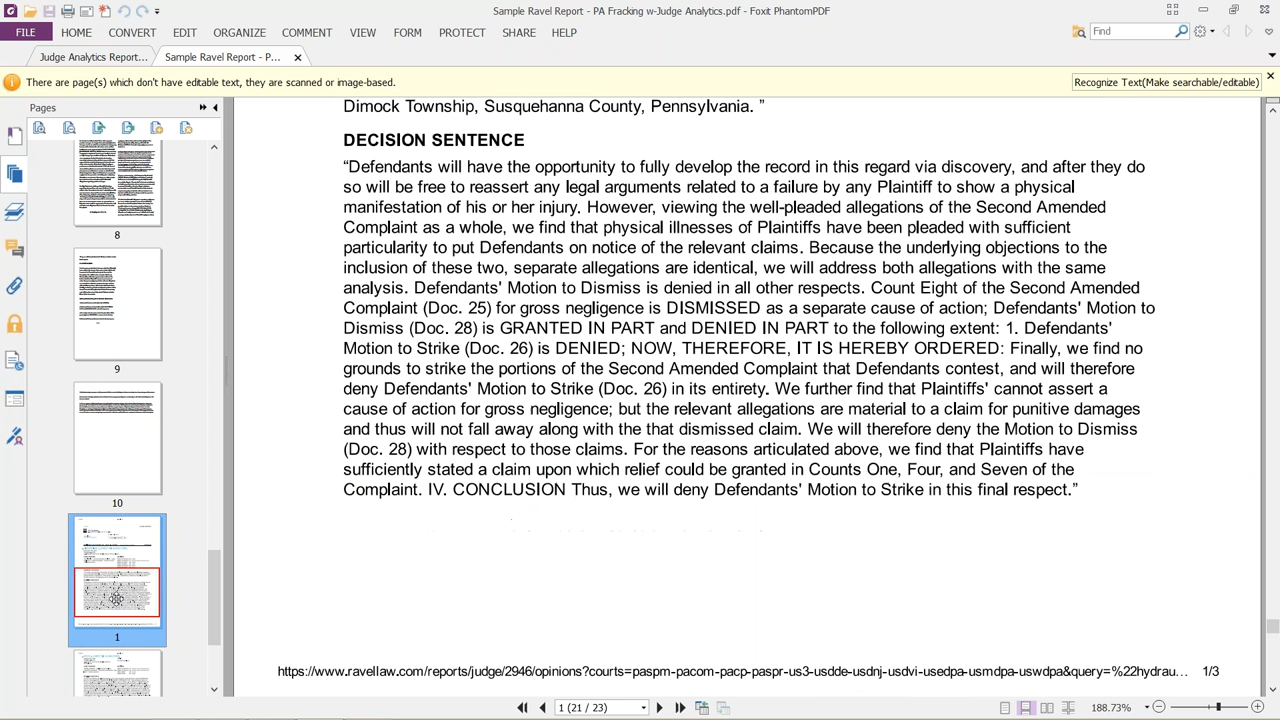 Sample Ravel Report - PA Fracking w-Judge Analytics.pdf - Foxit PhantomPDF
FILE HOME CONVERT EDIT ORGANIZE COMMENT VIEW FORM PROTECT SHARE HELP Find
Judge Analytics Report... Sample Ravel Report - P...
There are page(s) which don't have editable text, they are scanned or image-based. Recognize Text(Make searchable/editable)
Pages
Dimock Township, Susquehanna County, Pennsylvania. ”
DECISION SENTENCE
“Defendants will have the opportunity to fully develop the record in this regard via discovery, and after they do
so will be free to reassert any legal arguments related to a failure by any Plaintiff to show a physical
manifestation of his or her injury. However, viewing the well-pleaded allegations of the Second Amended
Complaint as a whole, we find that physical illnesses of Plaintiffs have been pleaded with sufficient
particularity to put Defendants on notice of the relevant claims. Because the underlying objections to the
inclusion of these two, separate allegations are identical, we will address both allegations with the same
analysis. Defendants' Motion to Dismiss is denied in all other respects. Count Eight of the Second Amended
Complaint (Doc. 25) for gross negligence is DISMISSED as a separate cause of action; Defendants' Motion to
Dismiss (Doc. 28) is GRANTED IN PART and DENIED IN PART to the following extent: 1. Defendants'
Motion to Strike (Doc. 26) is DENIED; NOW, THEREFORE, IT IS HEREBY ORDERED: Finally, we find no
grounds to strike the portions of the Second Amended Complaint that Defendants contest, and will therefore
deny Defendants' Motion to Strike (Doc. 26) in its entirety. We further find that Plaintiffs' cannot assert a
cause of action for gross negligence; but the relevant allegations are material to a claim for punitive damages
and thus will not fall away along with the that dismissed claim. We will therefore deny the Motion to Dismiss
(Doc. 28) with respect to those claims. For the reasons articulated above, we find that Plaintiffs have
sufficiently stated a claim upon which relief could be granted in Counts One, Four, and Seven of the
Complaint. IV. CONCLUSION Thus, we will deny Defendants' Motion to Strike in this final respect.”
8
9
10
1
https://www.ravellaw.com/reports/judge/2946/opinions?courts=paspm-pacom-pacp-paspr-us3-usdde-usdnj-usdvi-usedpa-usmdpa-uswdpa&query=%22hydrau... 1/3
1 (21 / 23) 188.73%